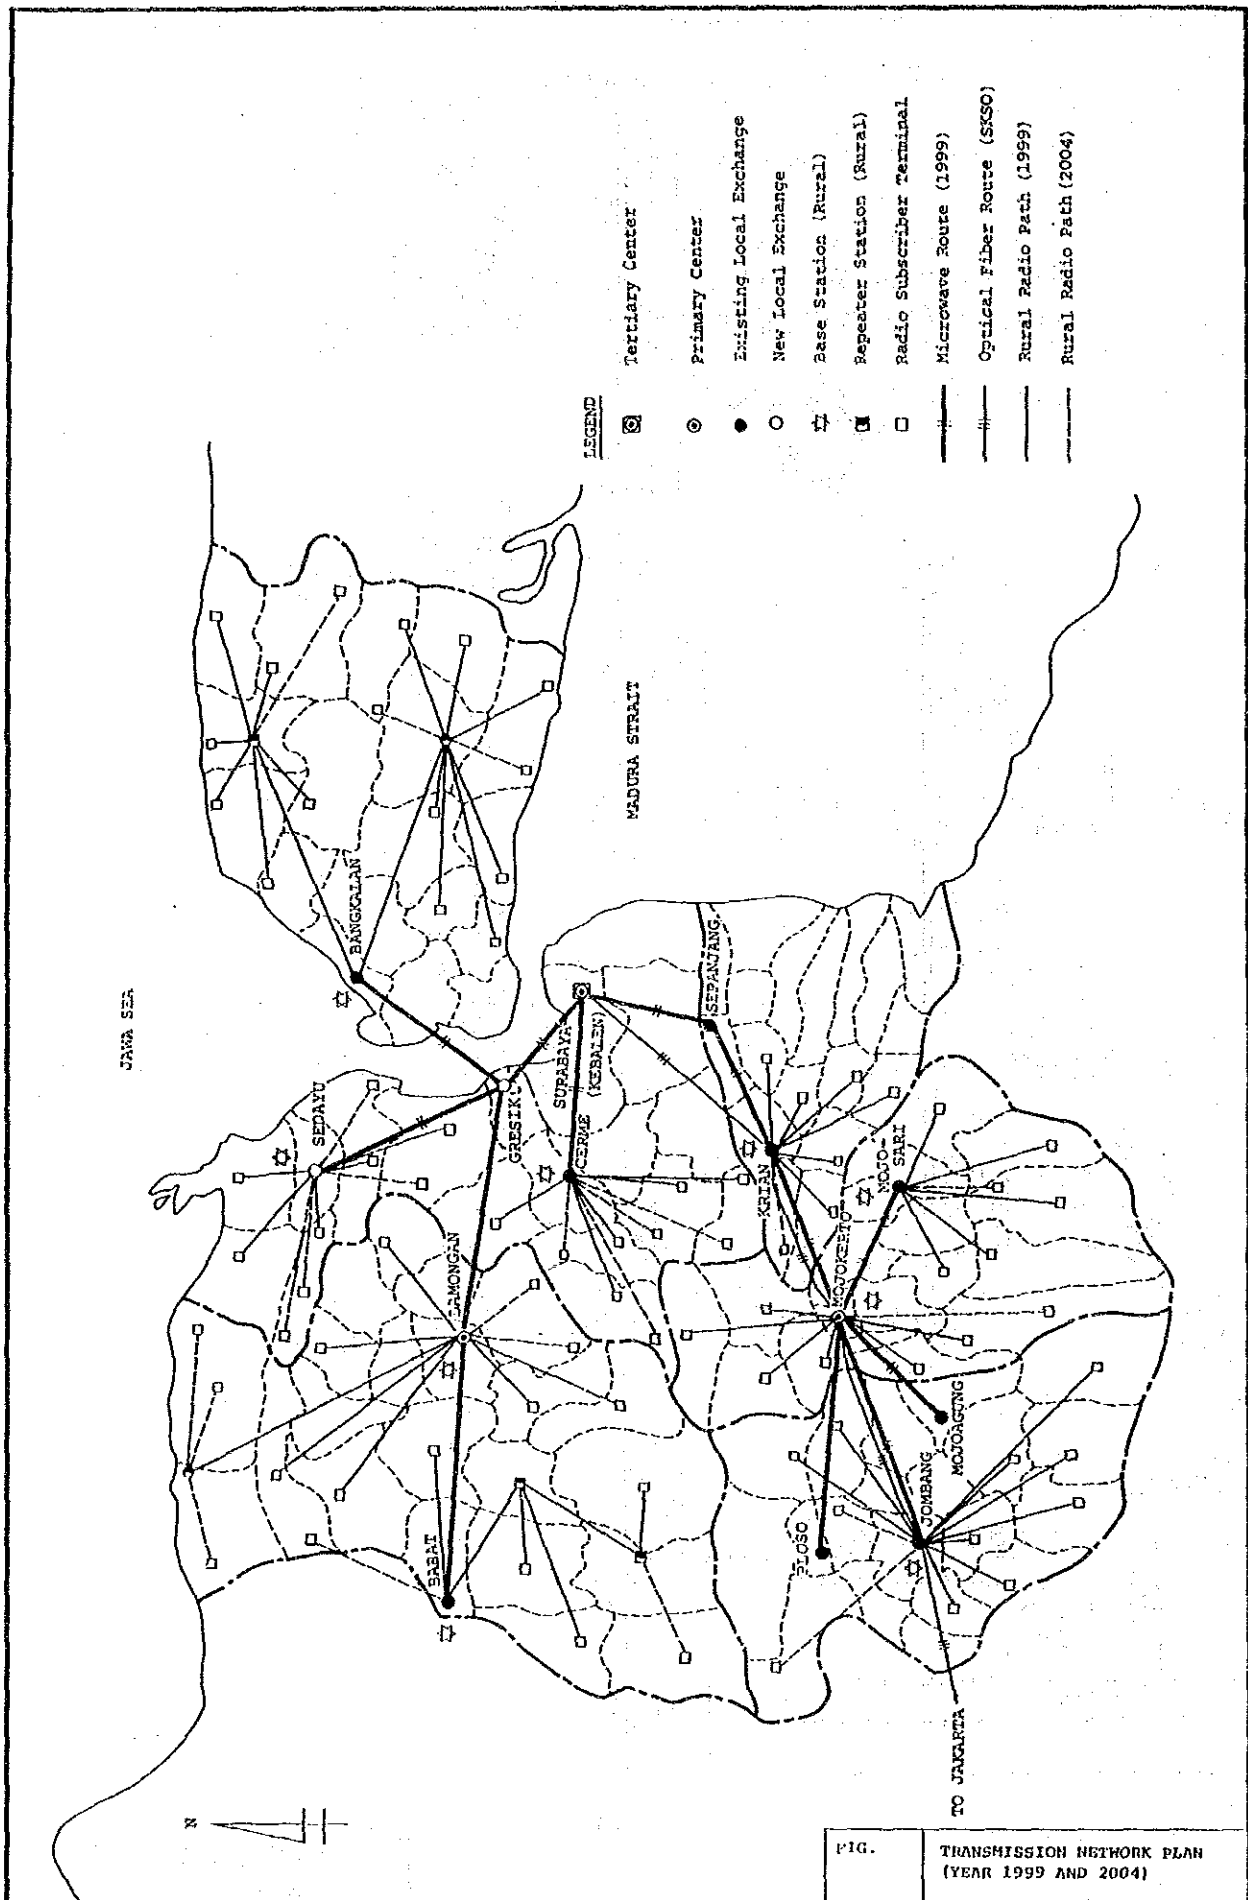 JAWA SEA
MADURA STRAIT
BANGKALAN
SEDAYU
GRESIK
SURABAYA
(KEBALEN)
CERME
LAMONGAN
BABAT
SEPANJANG
KRIAN
MOJOKERTO
MOJO-
SARI
MOJOAGUNG
JOMBANG
PLOSO
TO JAKARTA
N
LEGEND
Tertiary Center
Primary Center
Existing Local Exchange
New Local Exchange
Base Station (Rural)
Repeater Station (Rural)
Radio Subscriber Terminal
Microwave Route (1999)
Optical Fiber Route (SKSO)
Rural Radio Path (1999)
Rural Radio Path (2004)
FIG.
TRANSMISSION NETWORK PLAN
(YEAR 1999 AND 2004)